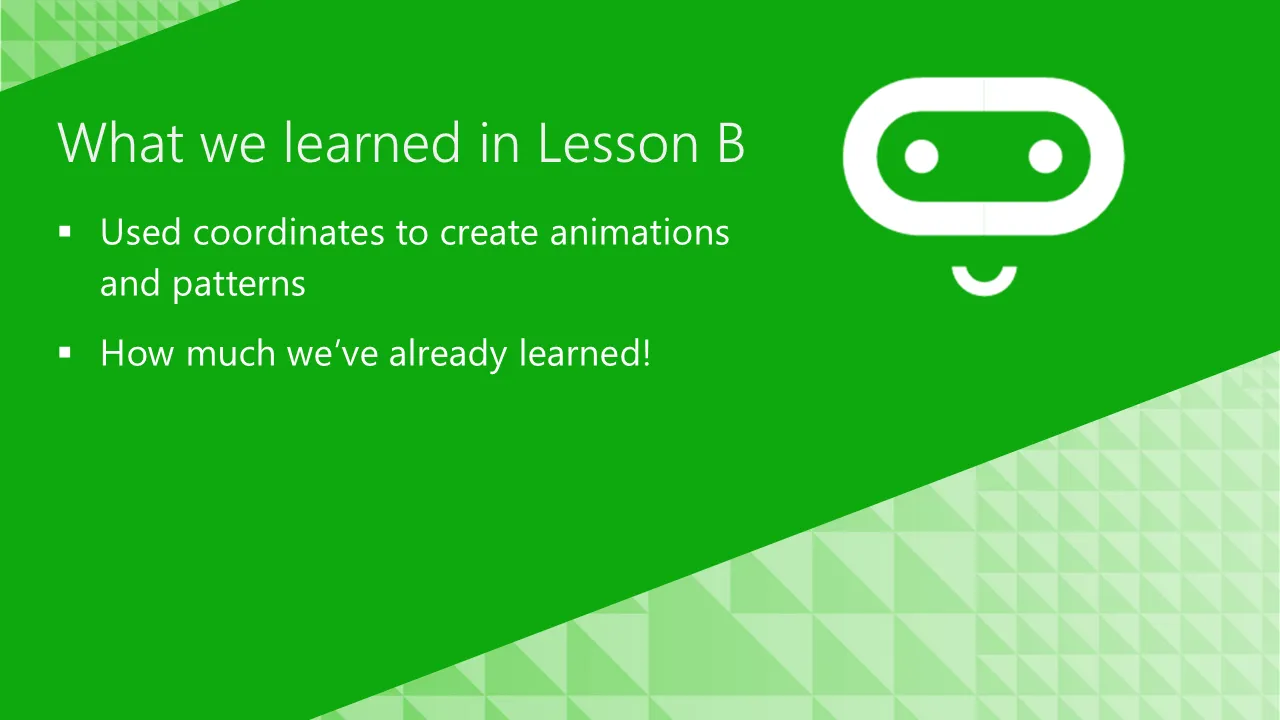 What we learned in Lesson B
▪ Used coordinates to create animations
and patterns
▪ How much we’ve already learned!